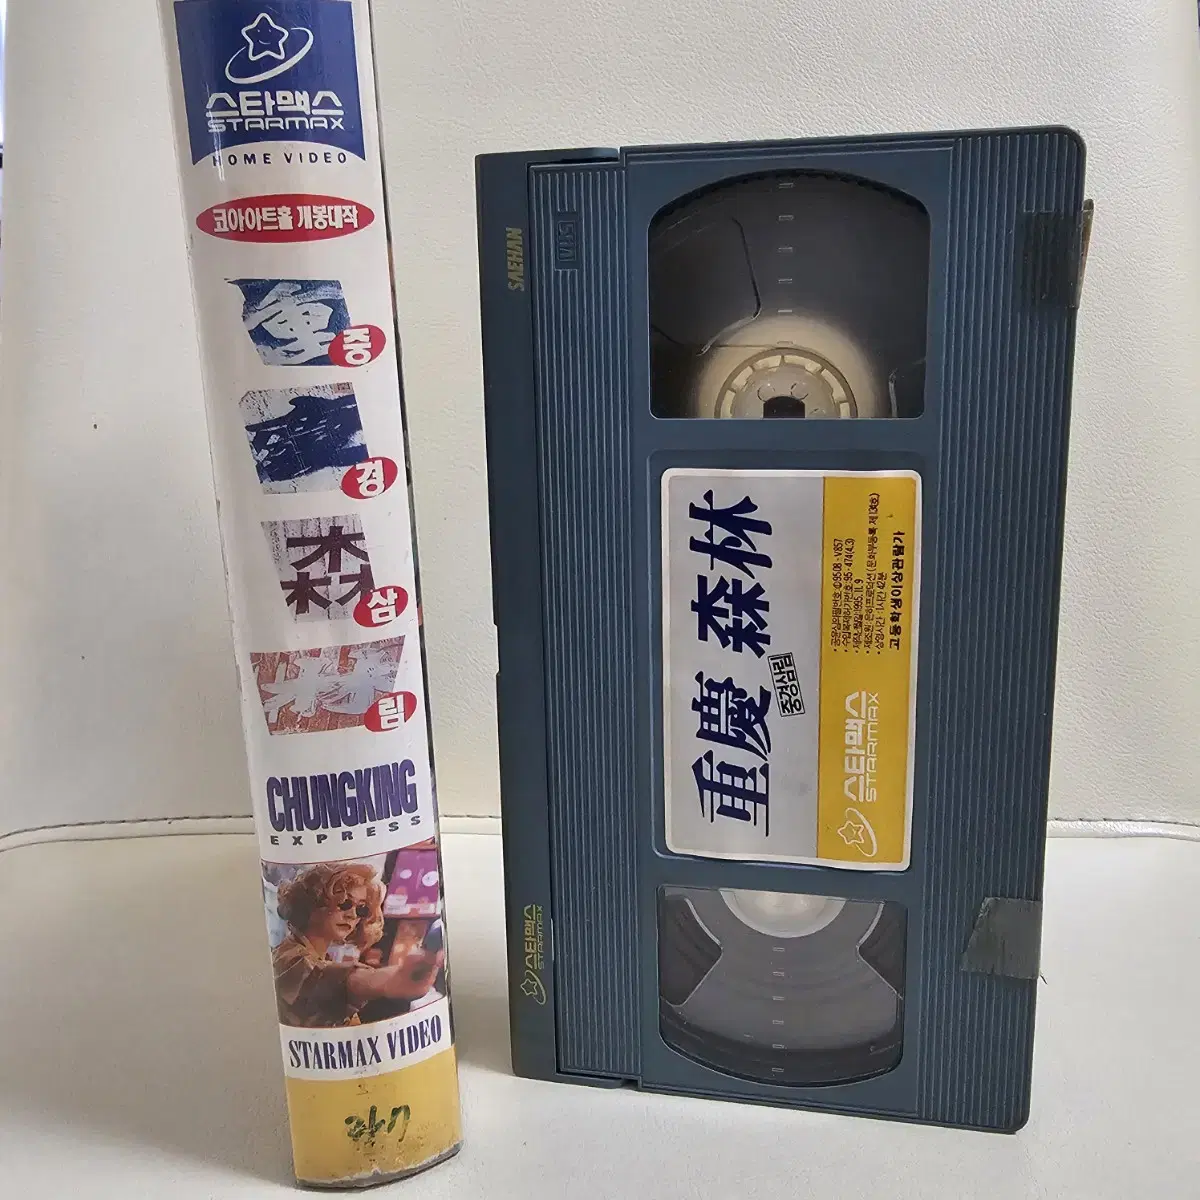 스타맥스
STARMAX
HOME VIDEO
코아아트홀 개봉대작
重 중
慶 경
森 삼
林 림
CHUNGKING
EXPRESS
STARMAX VIDEO
SAEHAN
VHS
스타맥스
STARMAX
重慶森林
중경삼림
스타맥스
STARMAX
고등학생이상관람가